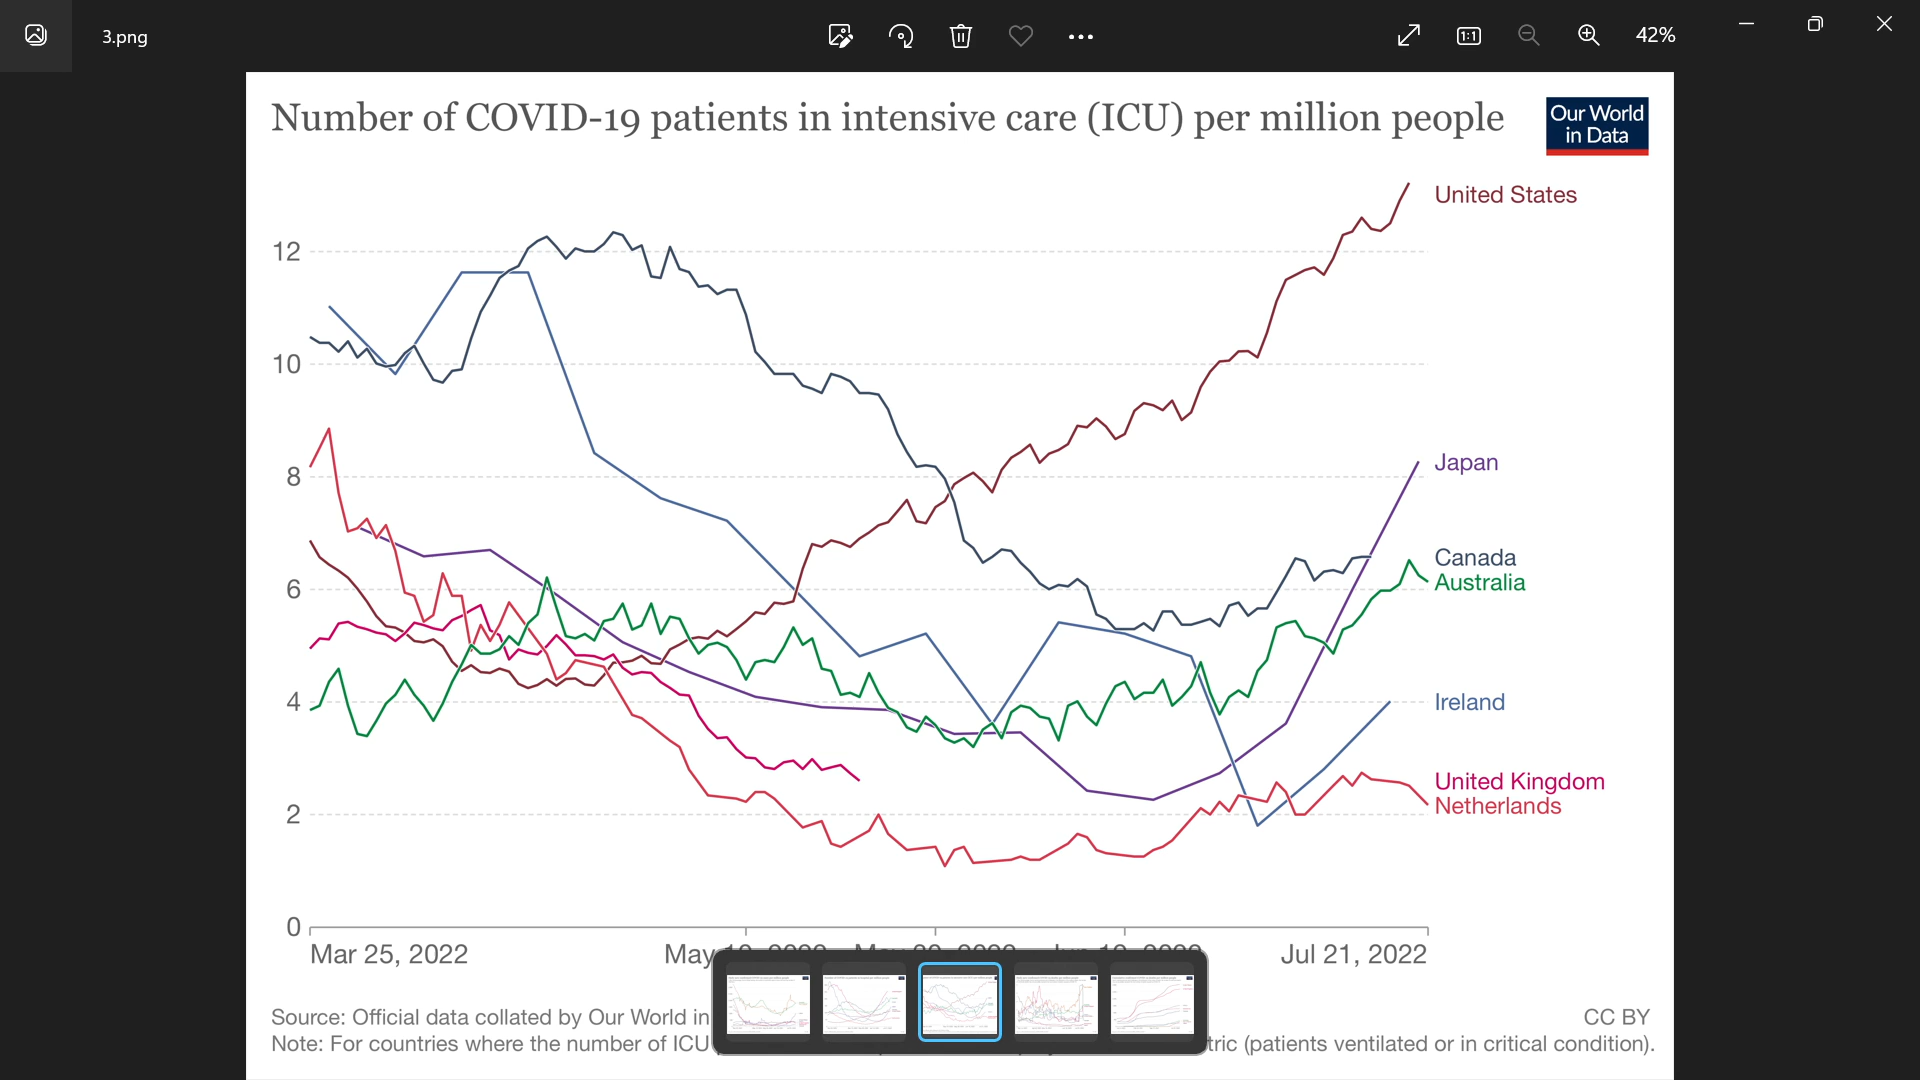 3.png
42%
Number of COVID-19 patients in intensive care (ICU) per million people
Our World
in Data
United States
12
10
8
Japan
Canada
6
Australia
4
Ireland
United Kingdom
Netherlands
2
0
Mar 25, 2022
May
Jul 21, 2022
Source: Official data collated by Our World in
CC BY
Note: For countries where the number of ICU
(patients ventilated or in critical condition).